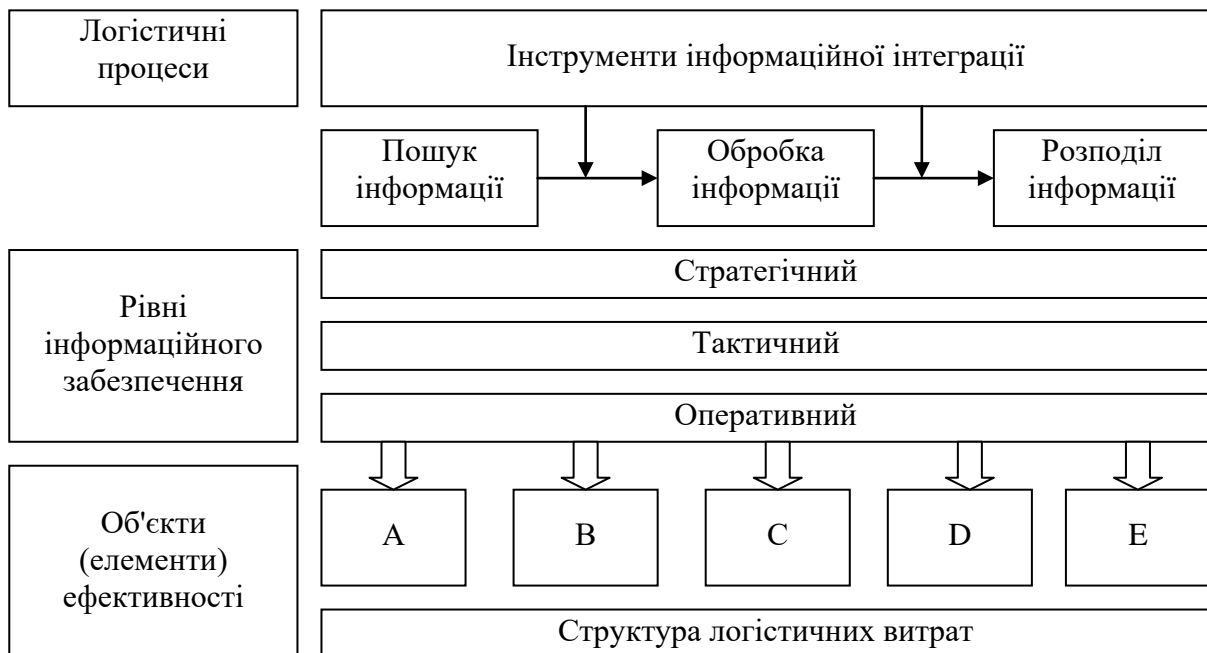 Логістичні
процеси
Інструменти інформаційної інтеграції
Пошук
інформації
Обробка
інформації
Розподіл
інформації
Рівні
інформаційного
забезпечення
Стратегічний
Тактичний
Оперативний
Об'єкти
(елементи)
ефективності
A
B
C
D
E
Структура логістичних витрат